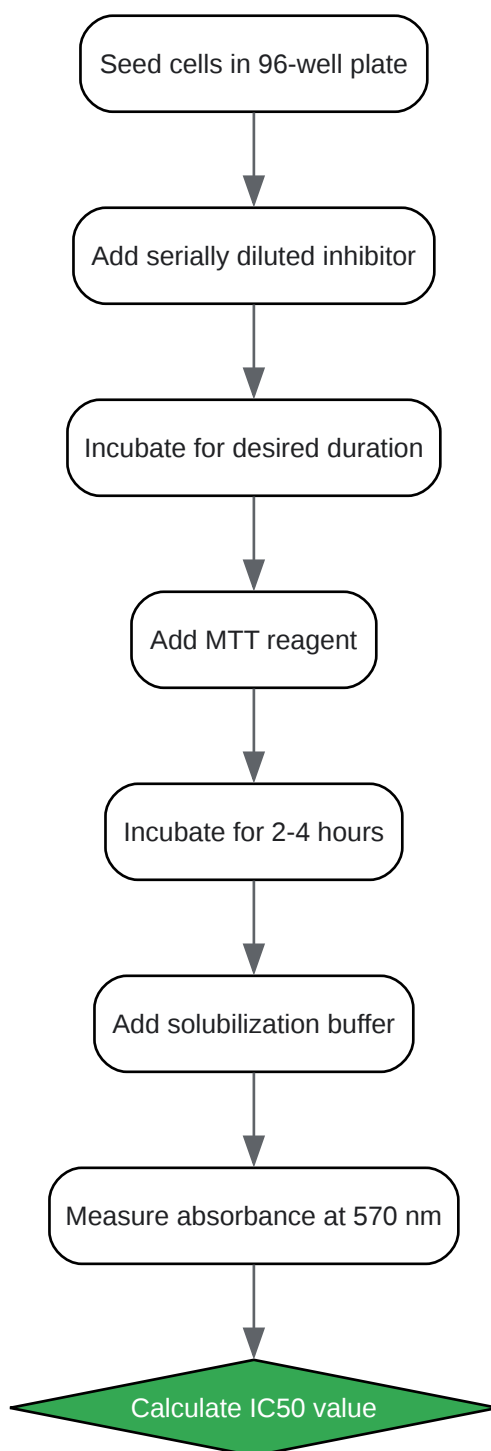 Seed cells in 96-well plate
Add serially diluted inhibitor
Incubate for desired duration
Add MTT reagent
Incubate for 2-4 hours
Add solubilization buffer
Measure absorbance at 570 nm
Calculate IC50 value